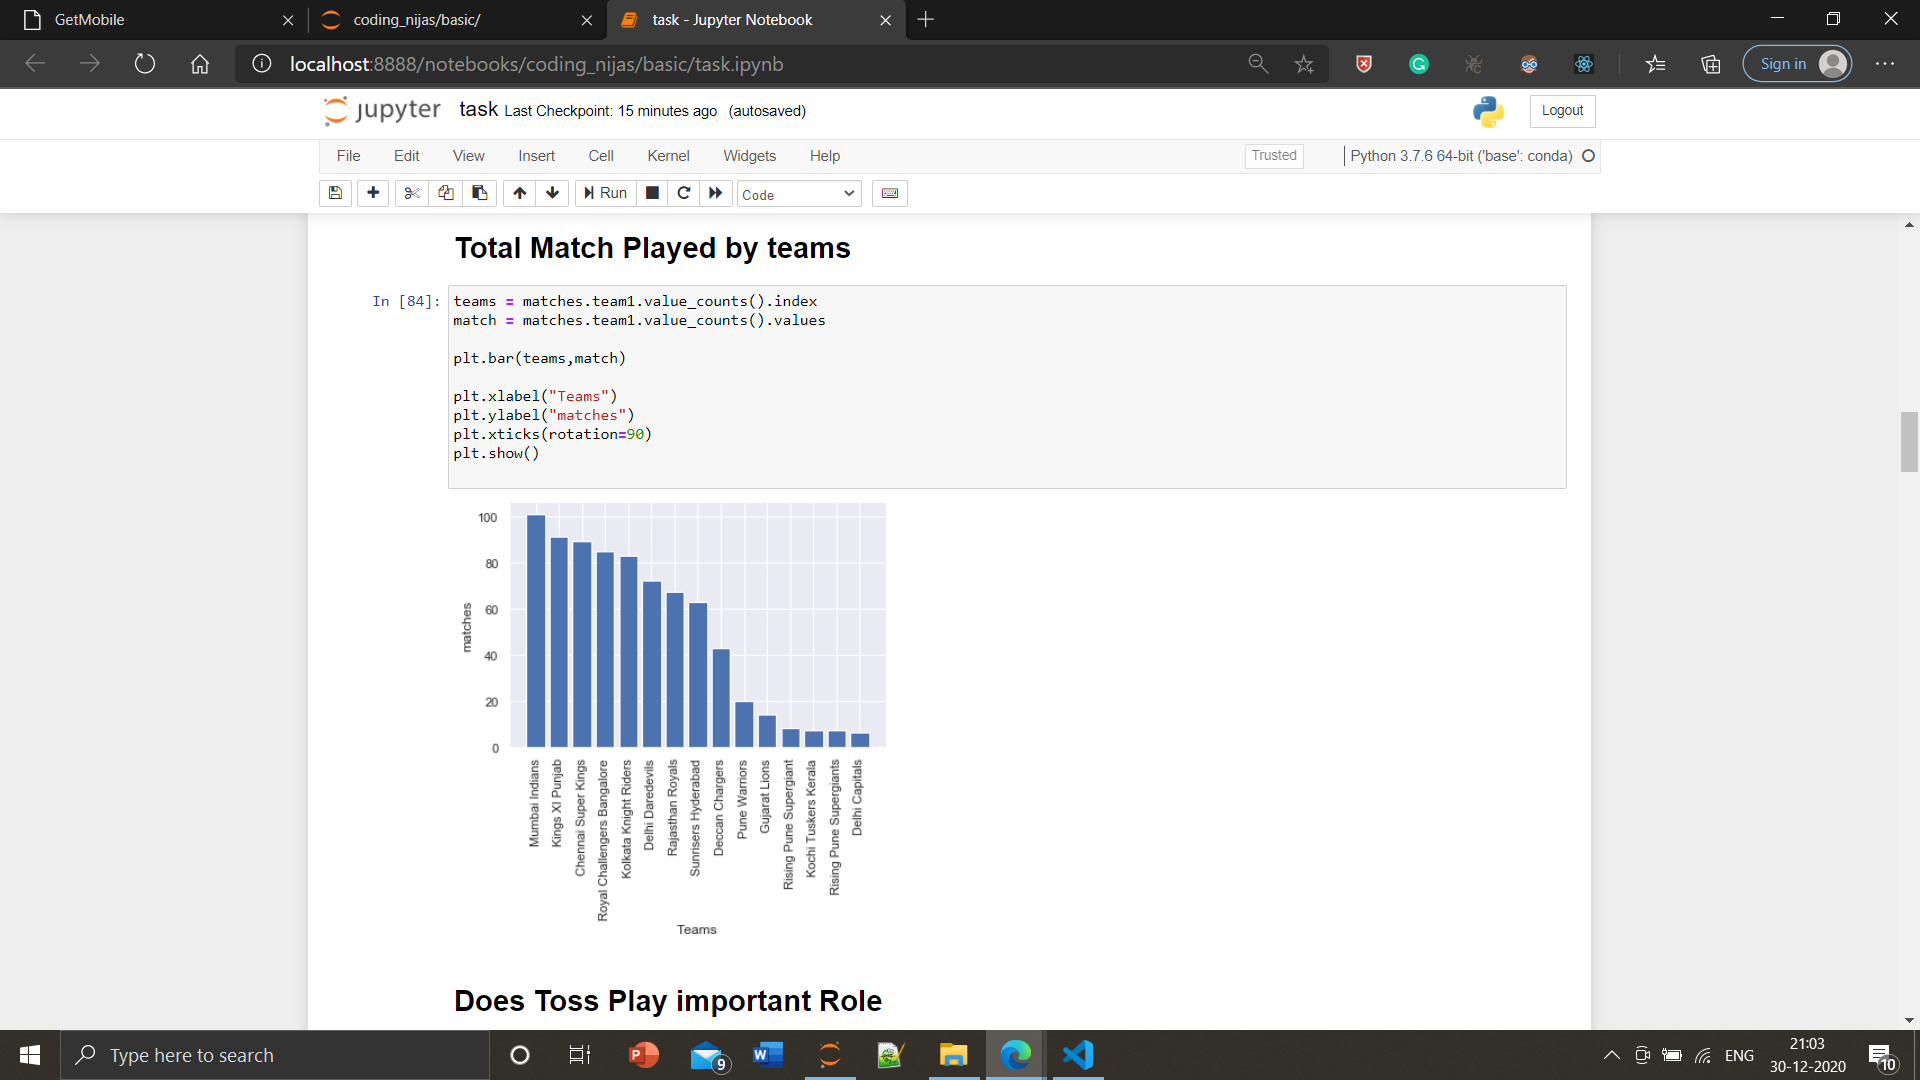 GetMobile
coding_nijas/basic/
task - Jupyter Notebook
localhost:8888/notebooks/coding_nijas/basic/task.ipynb
Sign in
jupyter task Last Checkpoint: 15 minutes ago (autosaved)
Logout
File Edit View Insert Cell Kernel Widgets Help
Trusted
Python 3.7.6 64-bit ('base': conda)
Run
Code
Total Match Played by teams
In [84]:
teams = matches.team1.value_counts().index
match = matches.team1.value_counts().values
plt.bar(teams,match)
plt.xlabel("Teams")
plt.ylabel("matches")
plt.xticks(rotation=90)
plt.show()
100
80
60
40
20
0
matches
Mumbai Indians
Kings XI Punjab
Chennai Super Kings
Royal Challengers Bangalore
Kolkata Knight Riders
Delhi Daredevils
Rajasthan Royals
Sunrisers Hyderabad
Deccan Chargers
Pune Warriors
Gujarat Lions
Rising Pune Supergiant
Kochi Tuskers Kerala
Rising Pune Supergiants
Delhi Capitals
Teams
Does Toss Play important Role
Type here to search
9
ENG
21:03
30-12-2020
10